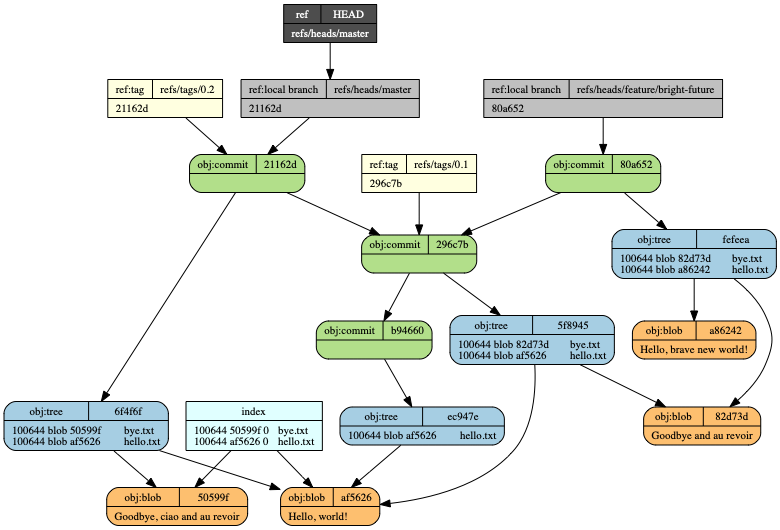 ref HEAD
refs/heads/master
ref:tag refs/tags/0.2
21162d
ref:local branch refs/heads/master
21162d
ref:local branch refs/heads/feature/bright-future
80a652
obj:commit 21162d
ref:tag refs/tags/0.1
296c7b
obj:commit 80a652
obj:commit 296c7b
obj:tree fefeea
100644 blob 82d73d bye.txt
100644 blob a86242 hello.txt
obj:commit b94660
obj:tree 5f8945
100644 blob 82d73d bye.txt
100644 blob af5626 hello.txt
obj:blob a86242
Hello, brave new world!
obj:tree 6f4f6f
100644 blob 50599f bye.txt
100644 blob af5626 hello.txt
index
100644 50599f 0 bye.txt
100644 af5626 0 hello.txt
obj:tree ec947e
100644 blob af5626 hello.txt
obj:blob 82d73d
Goodbye and au revoir
obj:blob 50599f
Goodbye, ciao and au revoir
obj:blob af5626
Hello, world!